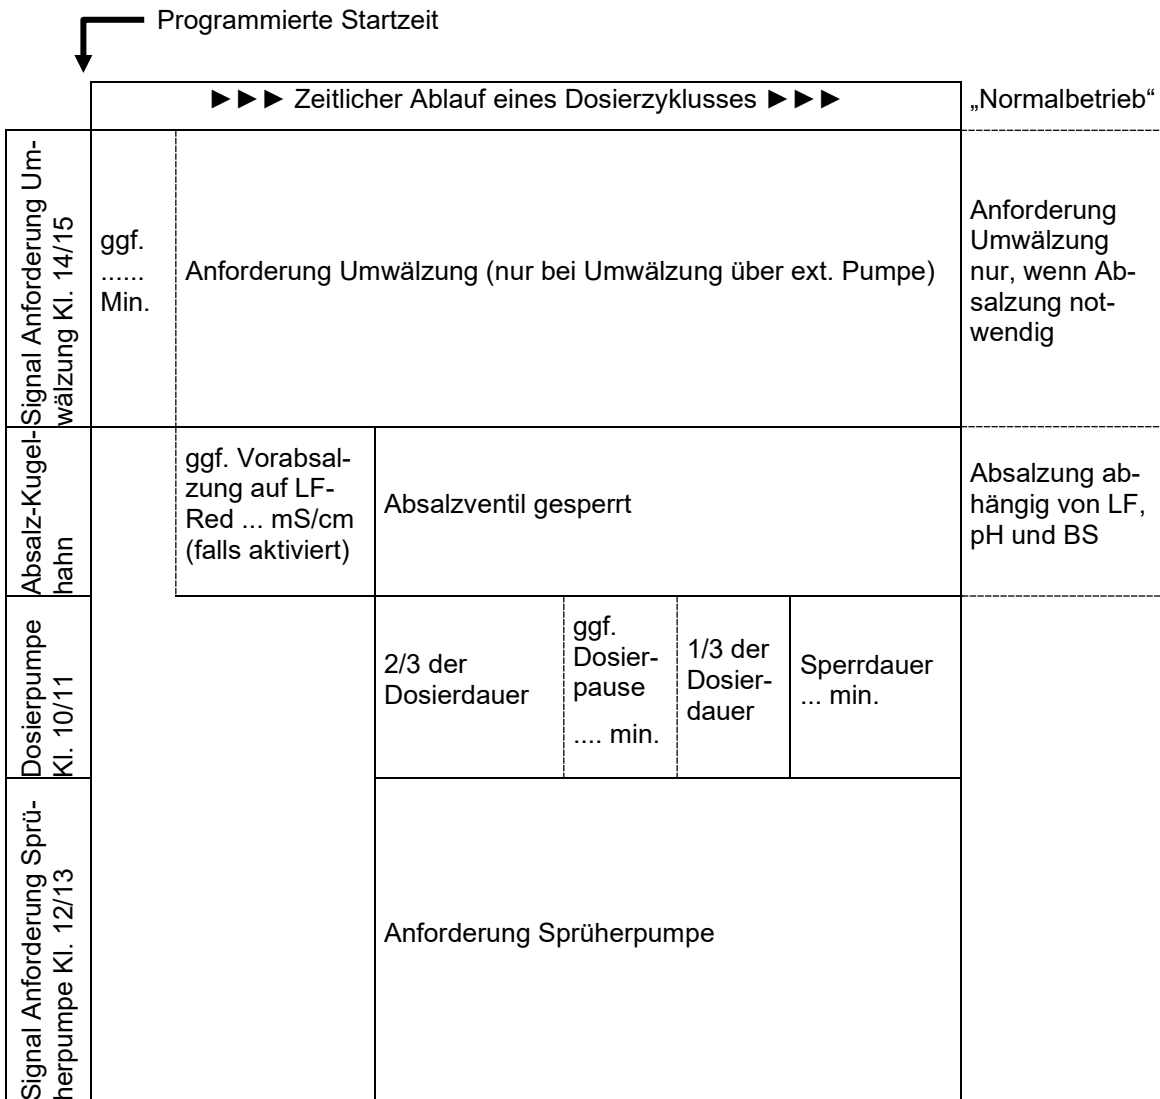 Programmierte Startzeit
►►► Zeitlicher Ablauf eines Dosierzyklusses ►►►
„Normalbetrieb“
Signal Anforderung Um-
wälzung Kl. 14/15
ggf.
......
Min.
Anforderung Umwälzung (nur bei Umwälzung über ext. Pumpe)
Anforderung
Umwälzung
nur, wenn Ab-
salzung not-
wendig
Absalz-Kugel-
hahn
ggf. Vorabsal-
zung auf LF-
Red ... mS/cm
(falls aktiviert)
Absalzventil gesperrt
Absalzung ab-
hängig von LF,
pH und BS
Dosierpumpe
Kl. 10/11
2/3 der
Dosierdauer
ggf.
Dosier-
pause
.... min.
1/3 der
Dosier-
dauer
Sperrdauer
... min.
Signal Anforderung Sprü-
herpumpe Kl. 12/13
Anforderung Sprüherpumpe